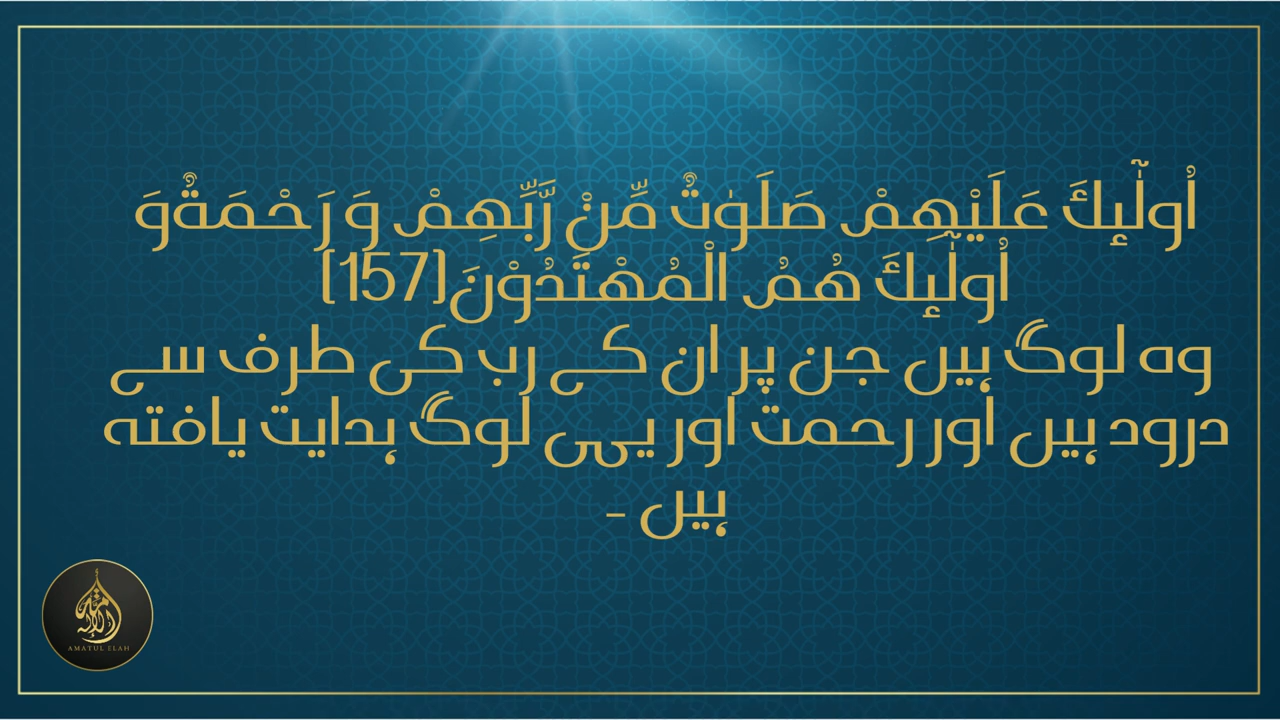 اُولٰٓىٕكَ عَلَیْهِمْ صَلَوٰتٌ مِّنْ رَّبِّهِمْ وَ رَحْمَةٌ وَ
اُولٰٓىٕكَ هُمُ الْمُهْتَدُوْنَ(157)
وہ لوگ ہیں جن پر ان کے رب کی طرف سے
درود ہیں اور رحمت اور یہی لوگ ہدایت یافتہ
ہیں ۔
AMATUL ELAH